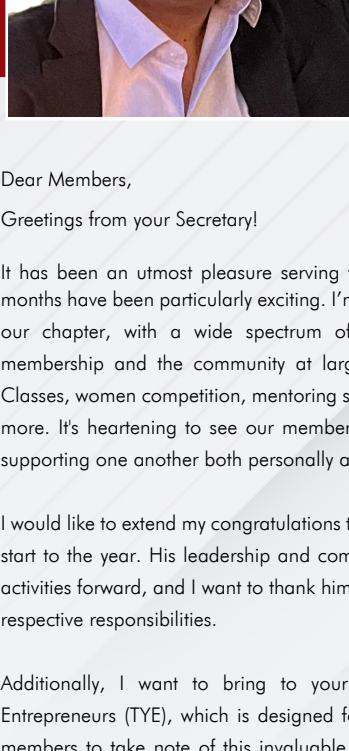 Dear Members,
Greetings from your Secretary!
It has been an utmost pleasure serving
months have been particularly exciting.
our chapter, with a wide spectrum of
membership and the community at
Classes, women competition, mentoring
more. It's heartening to see our
supporting one another both personally
I would like to extend my congratulations
start to the year. His leadership and
activities forward, and I want to thank him
respective responsibilities.
Additionally, I want to bring to your
Entrepreneurs (TYE), which is designed
members to take note of this invaluable